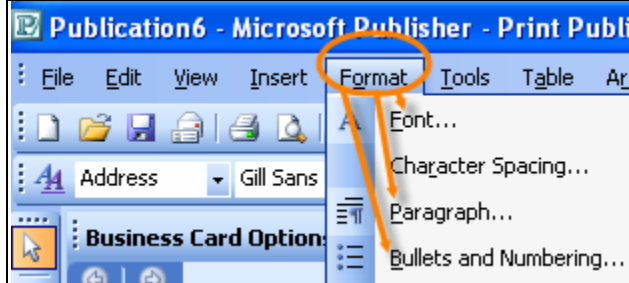 Publication6 - Microsoft Publisher - Print Publi
File Edit View Insert Format Tools Table Ar
Font...
Address Gill Sans
Character Spacing...
Paragraph...
Business Card Options
Bullets and Numbering...